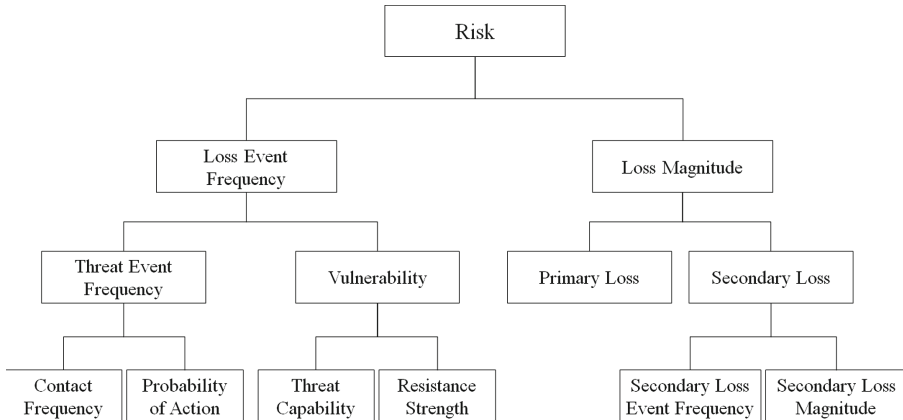 Risk
Loss Event
Frequency
Loss Magnitude
Threat Event
Frequency
Vulnerability
Primary Loss
Secondary Loss
Contact
Frequency
Probability
of Action
Threat
Capability
Resistance
Strength
Secondary Loss
Event Frequency
Secondary Loss
Magnitude